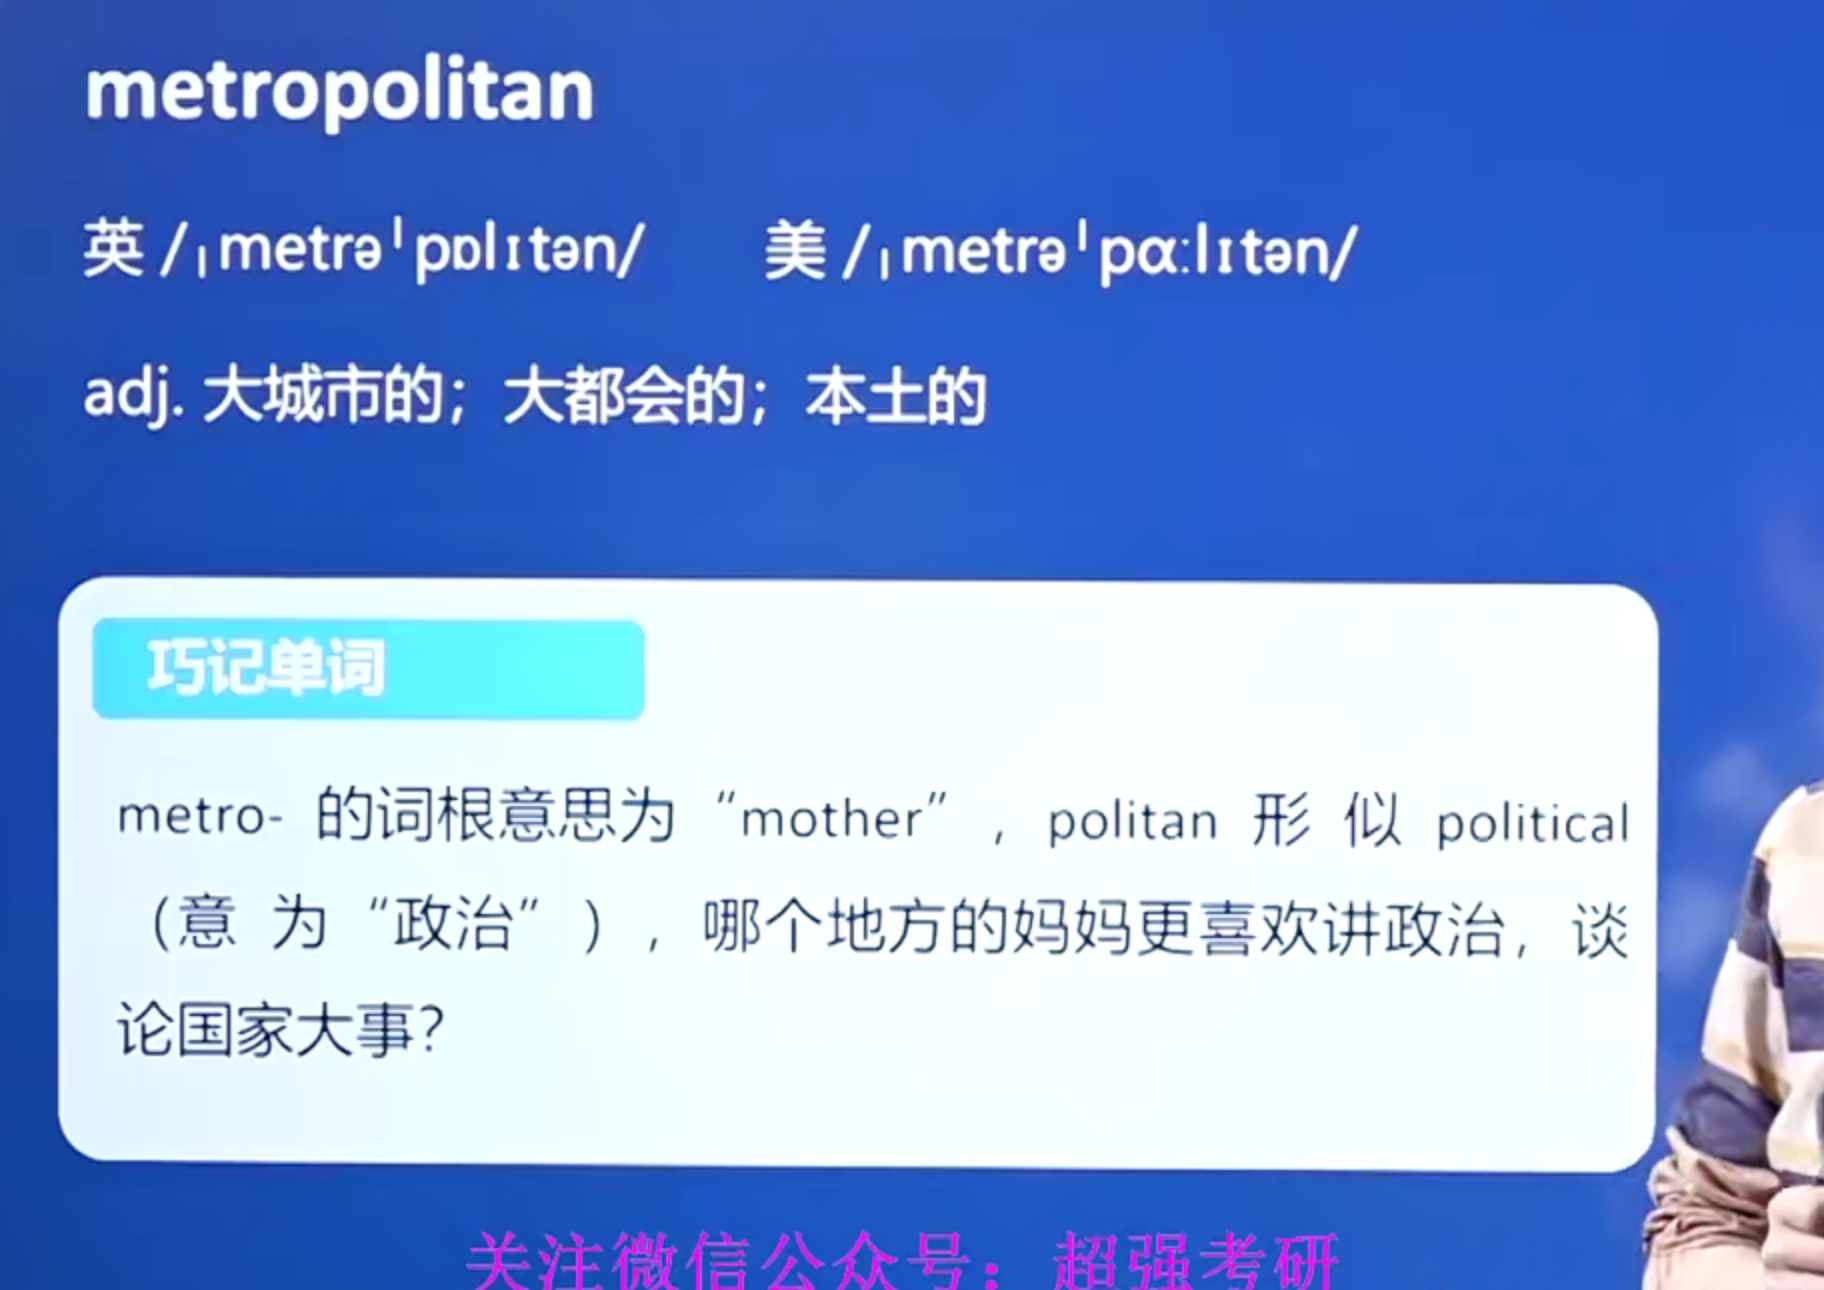 metropolitan
英 /ˌmetrəˈpɒlɪtən/ 美 /ˌmetrəˈpɑːlɪtən/
adj. 大城市的；大都会的；本土的
巧记单词
metro- 的词根意思为 “mother” ，politan 形 似 political
（意 为 “政治” ），哪个地方的妈妈更喜欢讲政治，谈
论国家大事？
关注微信公众号：超强考研